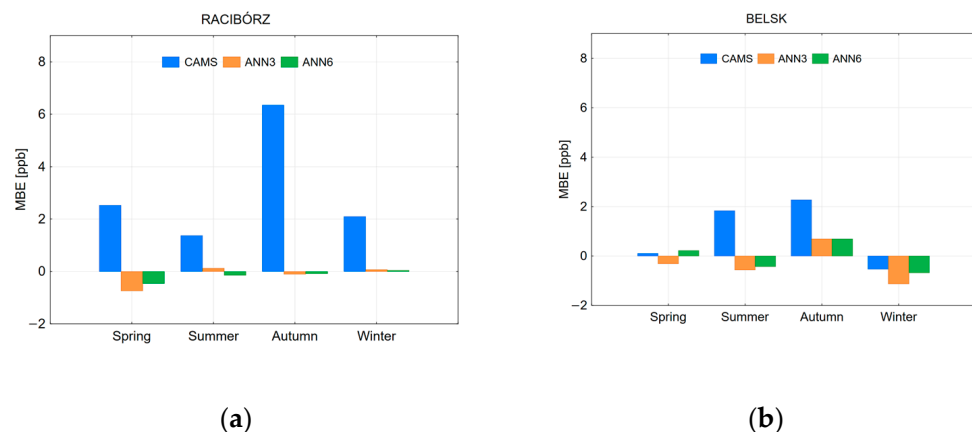 RACIBÓRZ
CAMS ANN3 ANN6
MBE [ppb]
8
6
4
2
0
−2
Spring Summer Autumn Winter
(a)
BELSK
CAMS ANN3 ANN6
MBE [ppb]
8
6
4
2
0
−2
Spring Summer Autumn Winter
(b)